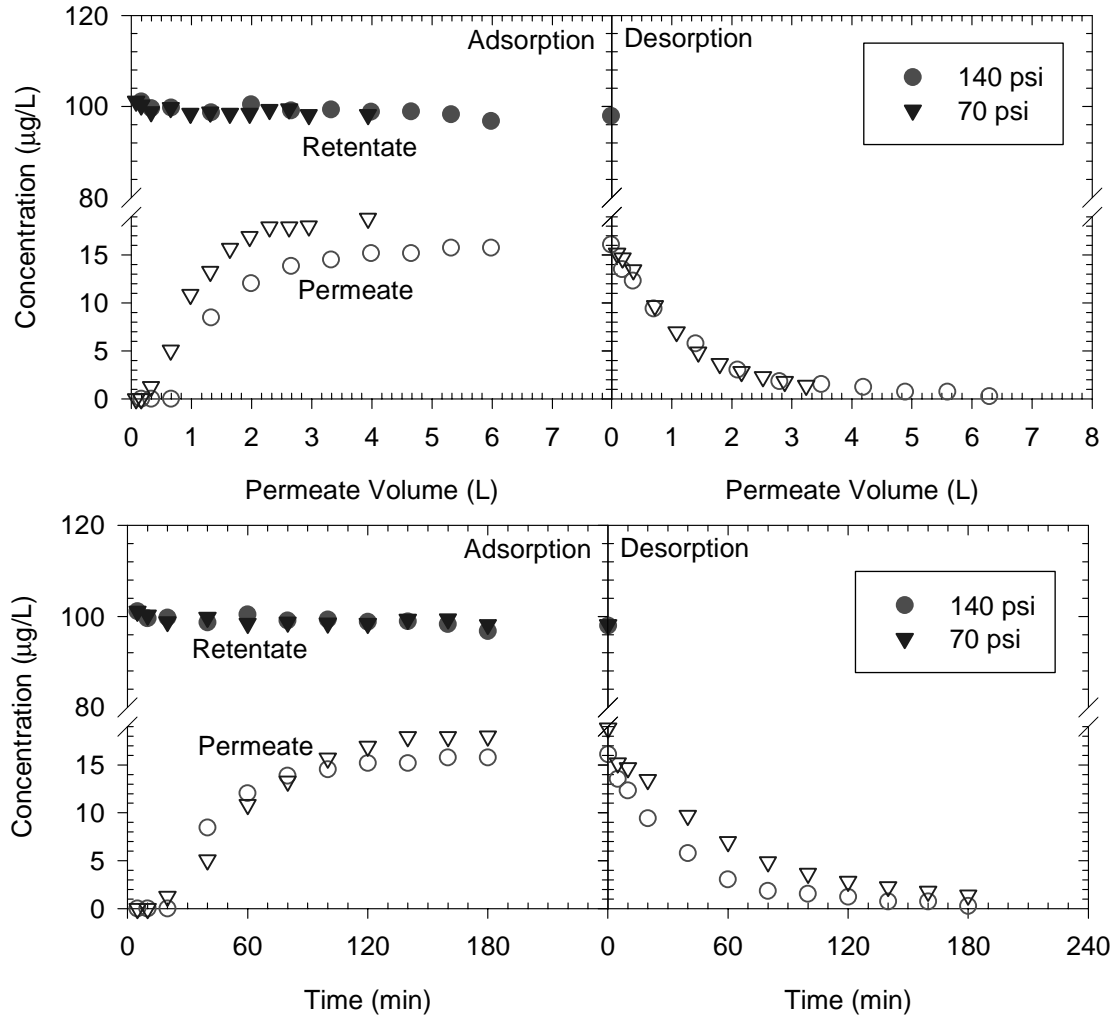 120
100
80
15
10
5
0
Concentration (μg/L)
Adsorption
Retentate
Permeate
0 1 2 3 4 5 6 7
Permeate Volume (L)
Desorption
140 psi
70 psi
0 1 2 3 4 5 6 7 8
Permeate Volume (L)
120
100
80
15
10
5
0
Concentration (μg/L)
Adsorption
Retentate
Permeate
0 60 120 180
Time (min)
Desorption
140 psi
70 psi
0 60 120 180 240
Time (min)